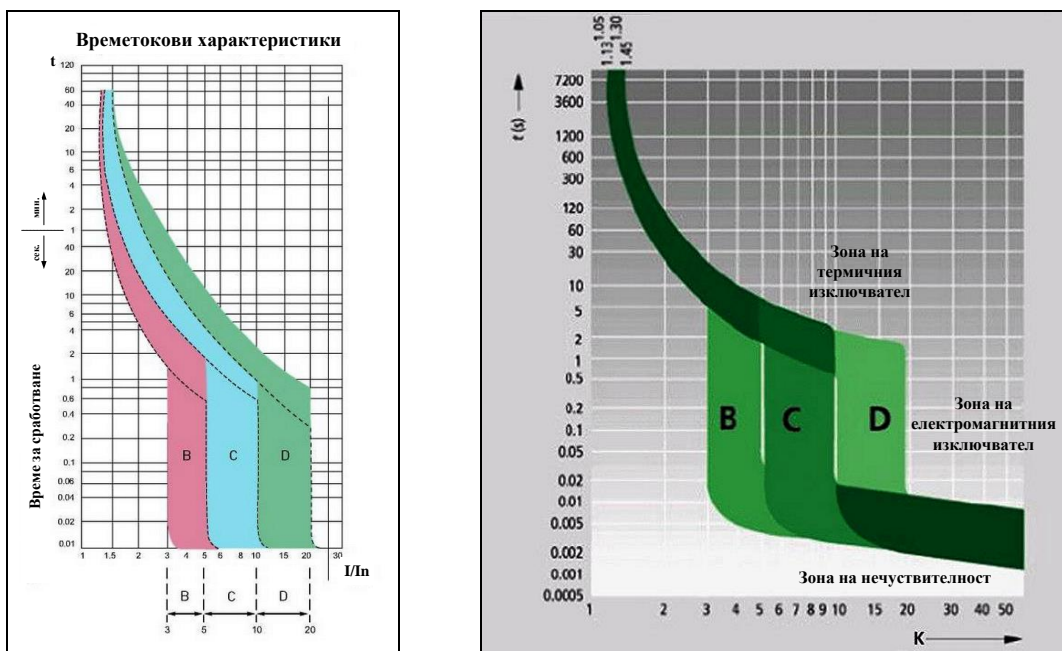 Времетокови характеристики
t
120
60
40
20
10
6
4
2
1
40
20
10
6
4
2
1
0.6
0.4
0.2
0.1
0.06
0.04
0.02
0.01
мин.
сек.
Време за сработване
B
C
D
1 1.5 2 3 4 5 6 8 10 15 20 30
I/In
B C D
3 5 10 20
1.05
1.30
1.13
1.45
t (s)
7200
3600
1200
600
300
120
60
30
10
5
2
1
0.5
0.2
0.1
0.05
0.02
0.01
0.005
0.002
0.001
0.0005
Зона на
термичния
изключвател
B
C
D
Зона на
електромагнитния
изключвател
Зона на нечуствителност
1 2 3 4 5 6 7 8 9 10 15 20 30 40 50
K